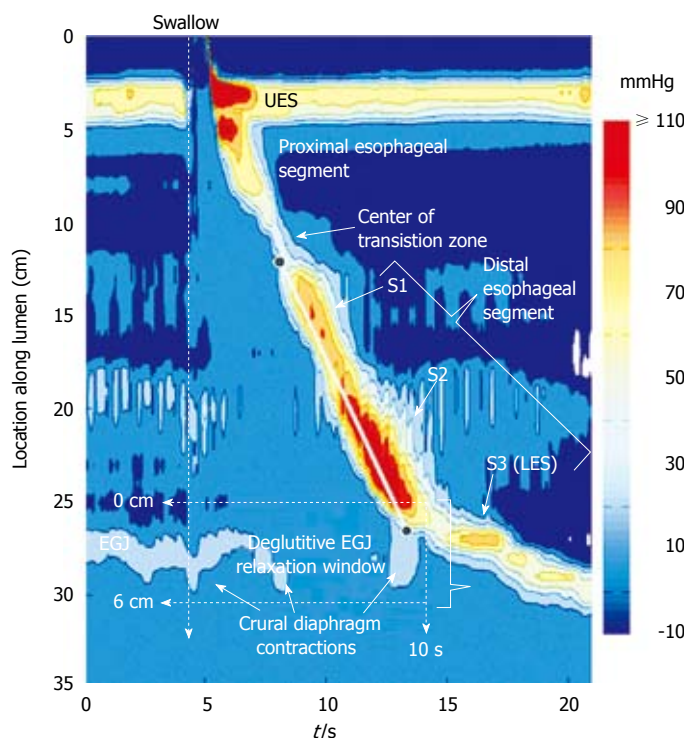 Swallow
mmHg
≥ 110
90
70
50
30
10
-10
0
5
10
15
20
25
30
35
Location along lumen (cm)
UES
Proximal esophageal
segment
Center of
transistion zone
S1
Distal
esophageal
segment
S2
S3 (LES)
0 cm
EGJ
Deglutitive EGJ
relaxation window
6 cm
Crural diaphragm
contractions
10 s
0
5
10
15
20
t/s